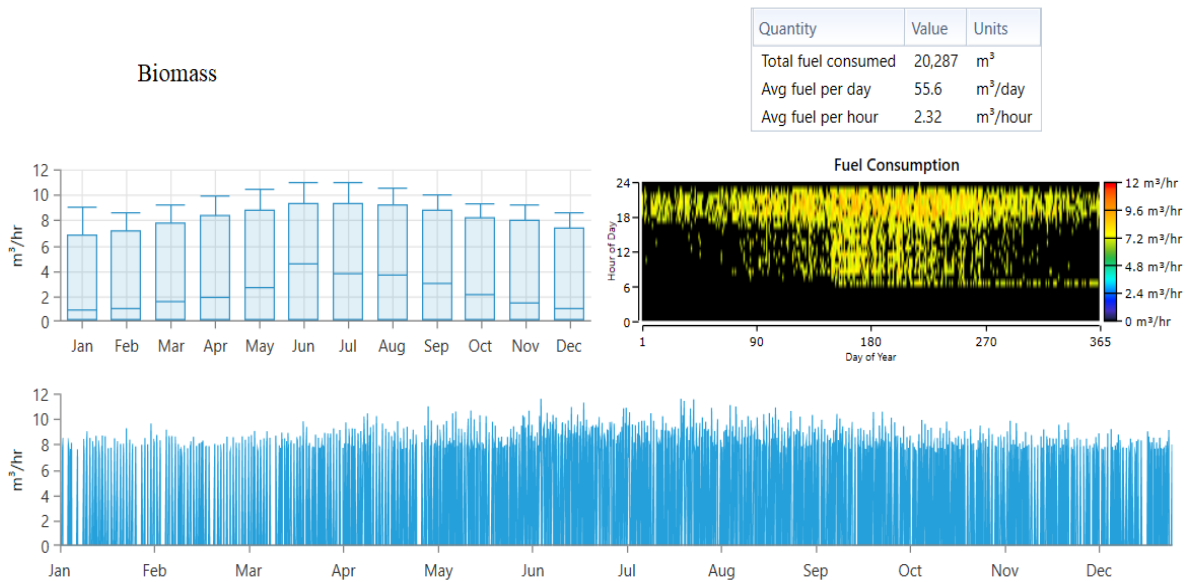 Biomass
Quantity Value Units
Total fuel consumed 20,287 m³
Avg fuel per day 55.6 m³/day
Avg fuel per hour 2.32 m³/hour
12
10
8
6
4
2
0
m³/hr
Jan Feb Mar Apr May Jun Jul Aug Sep Oct Nov Dec
Fuel Consumption
24
18
12
6
0
Hour of Day
1 90 180 270 365
Day of Year
12 m³/hr
9.6 m³/hr
7.2 m³/hr
4.8 m³/hr
2.4 m³/hr
0 m³/hr
12
10
8
6
4
2
0
m³/hr
Jan Feb Mar Apr May Jun Jul Aug Sep Oct Nov Dec